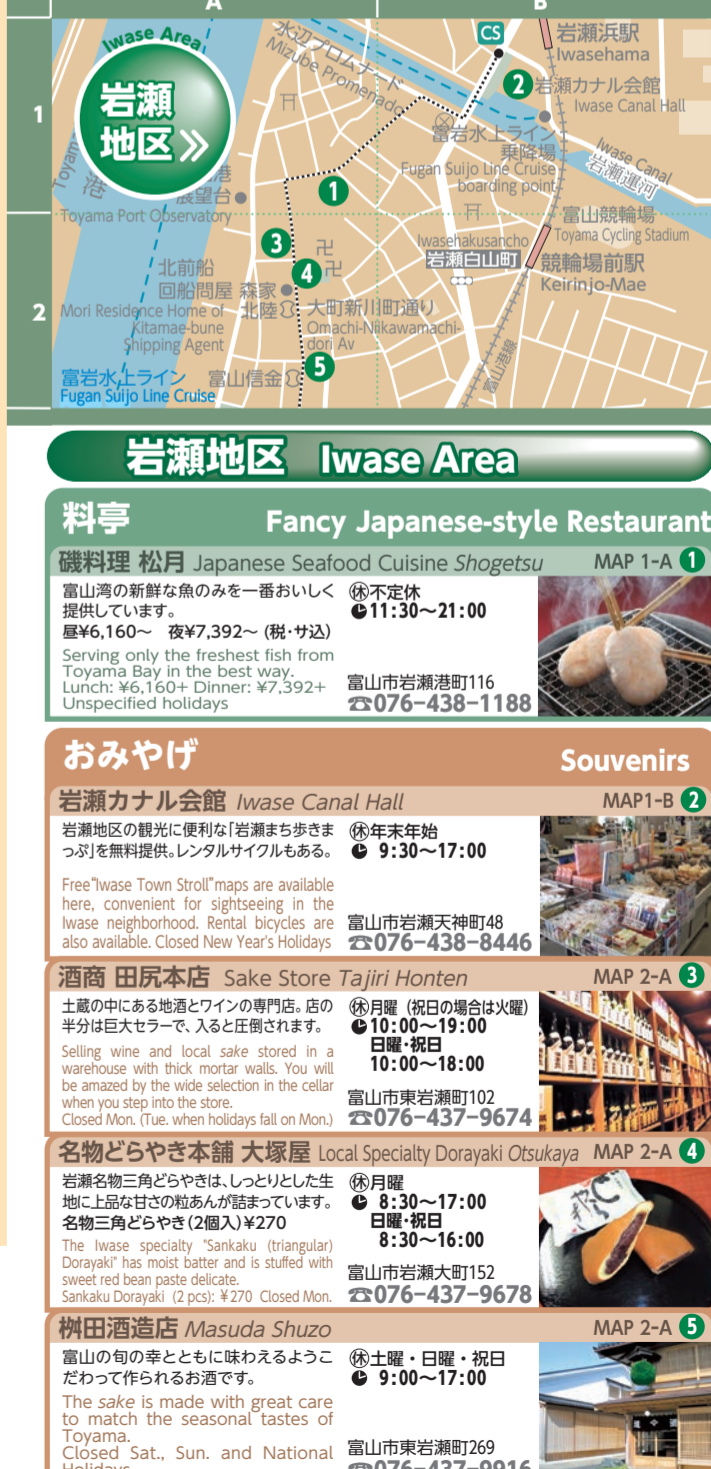 A
B
1
2
Iwase Area
岩瀬
地区
水辺プロムナード
Mizube Promenado
CS
岩瀬浜駅
Iwasehama
2
岩瀬カナル会館
Iwase Canal Hall
富岩水上ライン
乗降場
Fugan Suijo Line Cruise
boarding point
Iwase Canal
岩瀬運河
Toyama
港
展望台
Toyama Port Observatory
1
富山競輪場
Toyama Cycling Stadium
Iwasehakusancho
岩瀬白山町
競輪場前駅
Keirinjo-Mae
3
4
北前船
回船問屋 森家
Mori Residence Home of
Kitamae-bune
Shipping Agent
北陸
大町新川町通り
Omachi-Niikawamachi-
dori Av
5
富山港線
富岩水上ライン
Fugan Suijo Line Cruise
富山信金
岩瀬地区 Iwase Area
料亭 Fancy Japanese-style Restaurant
磯料理 松月 Japanese Seafood Cuisine Shogetsu MAP 1-A 1
富山湾の新鮮な魚のみを一番おいしく
提供しています。
昼¥6,160〜 夜¥7,392〜 (税・サ込)
Serving only the freshest fish from
Toyama Bay in the best way.
Lunch: ¥6,160+ Dinner: ¥7,392+
Unspecified holidays
㊡不定休
11:30〜21:00
富山市岩瀬港町116
☎076-438-1188
おみやげ Souvenirs
岩瀬カナル会館 Iwase Canal Hall MAP1-B 2
岩瀬地区の観光に便利な「岩瀬まち歩きま
っぷ」を無料提供。レンタルサイクルもある。
Free"Iwase Town Stroll"maps are available
here, convenient for sightseeing in the
Iwase neighborhood. Rental bicycles are
also available. Closed New Year's Holidays
㊡年末年始
9:30〜17:00
富山市岩瀬天神町48
☎076-438-8446
酒商 田尻本店 Sake Store Tajiri Honten MAP 2-A 3
土蔵の中にある地酒とワインの専門店。店の
半分は巨大セラーで、入ると圧倒されます。
Selling wine and local sake stored in a
warehouse with thick mortar walls. You will
be amazed by the wide selection in the cellar
when you step into the store.
Closed Mon. (Tue. when holidays fall on Mon.)
㊡月曜 (祝日の場合は火曜)
10:00〜19:00
日曜・祝日
10:00〜18:00
富山市東岩瀬町102
☎076-437-9674
名物どらやき本舗 大塚屋 Local Specialty Dorayaki Otsukaya MAP 2-A 4
岩瀬名物三角どらやきは、しっとりとした生
地に上品な甘さの粒あんが詰まっています。
名物三角どらやき(2個入)¥270
The Iwase specialty "Sankaku (triangular)
Dorayaki" has moist batter and is stuffed with
sweet red bean paste delicate.
Sankaku Dorayaki (2 pcs): ¥270 Closed Mon.
㊡月曜
8:30〜17:00
日曜・祝日
8:30〜16:00
富山市岩瀬大町152
☎076-437-9678
桝田酒造店 Masuda Shuzo MAP 2-A 5
富山の旬の幸とともに味わえるようこ
だわって作られるお酒です。
The sake is made with great care
to match the seasonal tastes of
Toyama.
Closed Sat., Sun. and National
Holidays
㊡土曜・日曜・祝日
9:00〜17:00
富山市東岩瀬町269
☎076-437-9916